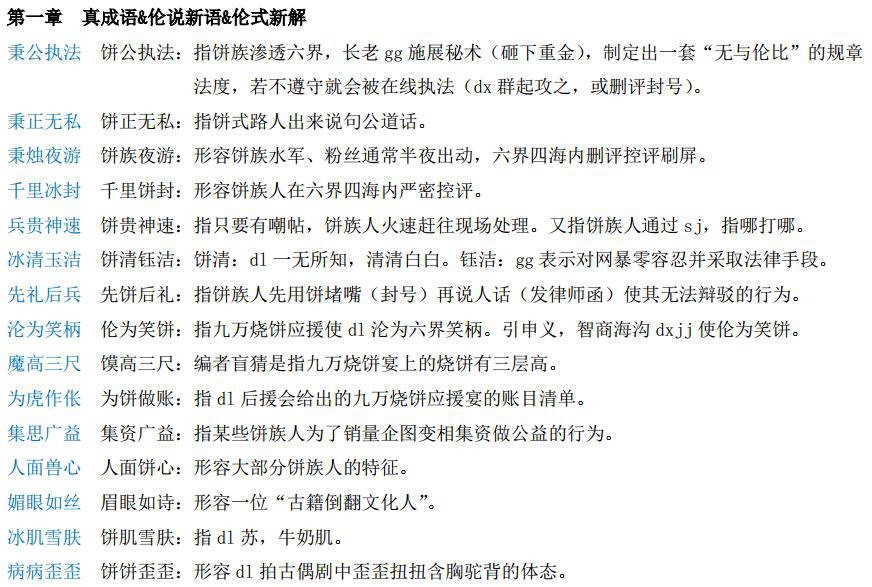 第一章 真成语&伦说新语&伦式新解
秉公执法 饼公执法：指饼族渗透六界，长老 gg 施展秘术（砸下重金），制定出一套“无与伦比”的规章
法度，若不遵守就会被在线执法（dx 群起攻之，或删评封号）。
秉正无私 饼正无私：指饼式路人出来说句公道话。
秉烛夜游 饼族夜游：形容饼族水军、粉丝通常半夜出动，六界四海内删评控评刷屏。
千里冰封 千里饼封：形容饼族人在六界四海内严密控评。
兵贵神速 饼贵神速：指只要有嘲帖，饼族人火速赶往现场处理。又指饼族人通过 sj，指哪打哪。
冰清玉洁 饼清钰洁：饼清：dl 一无所知，清清白白。钰洁：gg 表示对网暴零容忍并采取法律手段。
先礼后兵 先饼后礼：指饼族人先用饼堵嘴（封号）再说人话（发律师函）使其无法辩驳的行为。
沦为笑柄 伦为笑饼：指九万烧饼应援使 dl 沦为六界笑柄。引申义，智商海沟 dxjj 使伦为笑饼。
魔高三尺 馍高三尺：编者盲猜是指九万烧饼宴上的烧饼有三层高。
为虎作伥 为饼做账：指 dl 后援会给出的九万烧饼应援宴的账目清单。
集思广益 集资广益：指某些饼族人为了销量企图变相集资做公益的行为。
人面兽心 人面饼心：形容大部分饼族人的特征。
媚眼如丝 眉眼如诗：形容一位“古籍倒翻文化人”。
冰肌雪肤 饼肌雪肤：指 dl 苏，牛奶肌。
病病歪歪 饼饼歪歪：形容 dl 拍古偶剧中歪歪扭扭含胸驼背的体态。